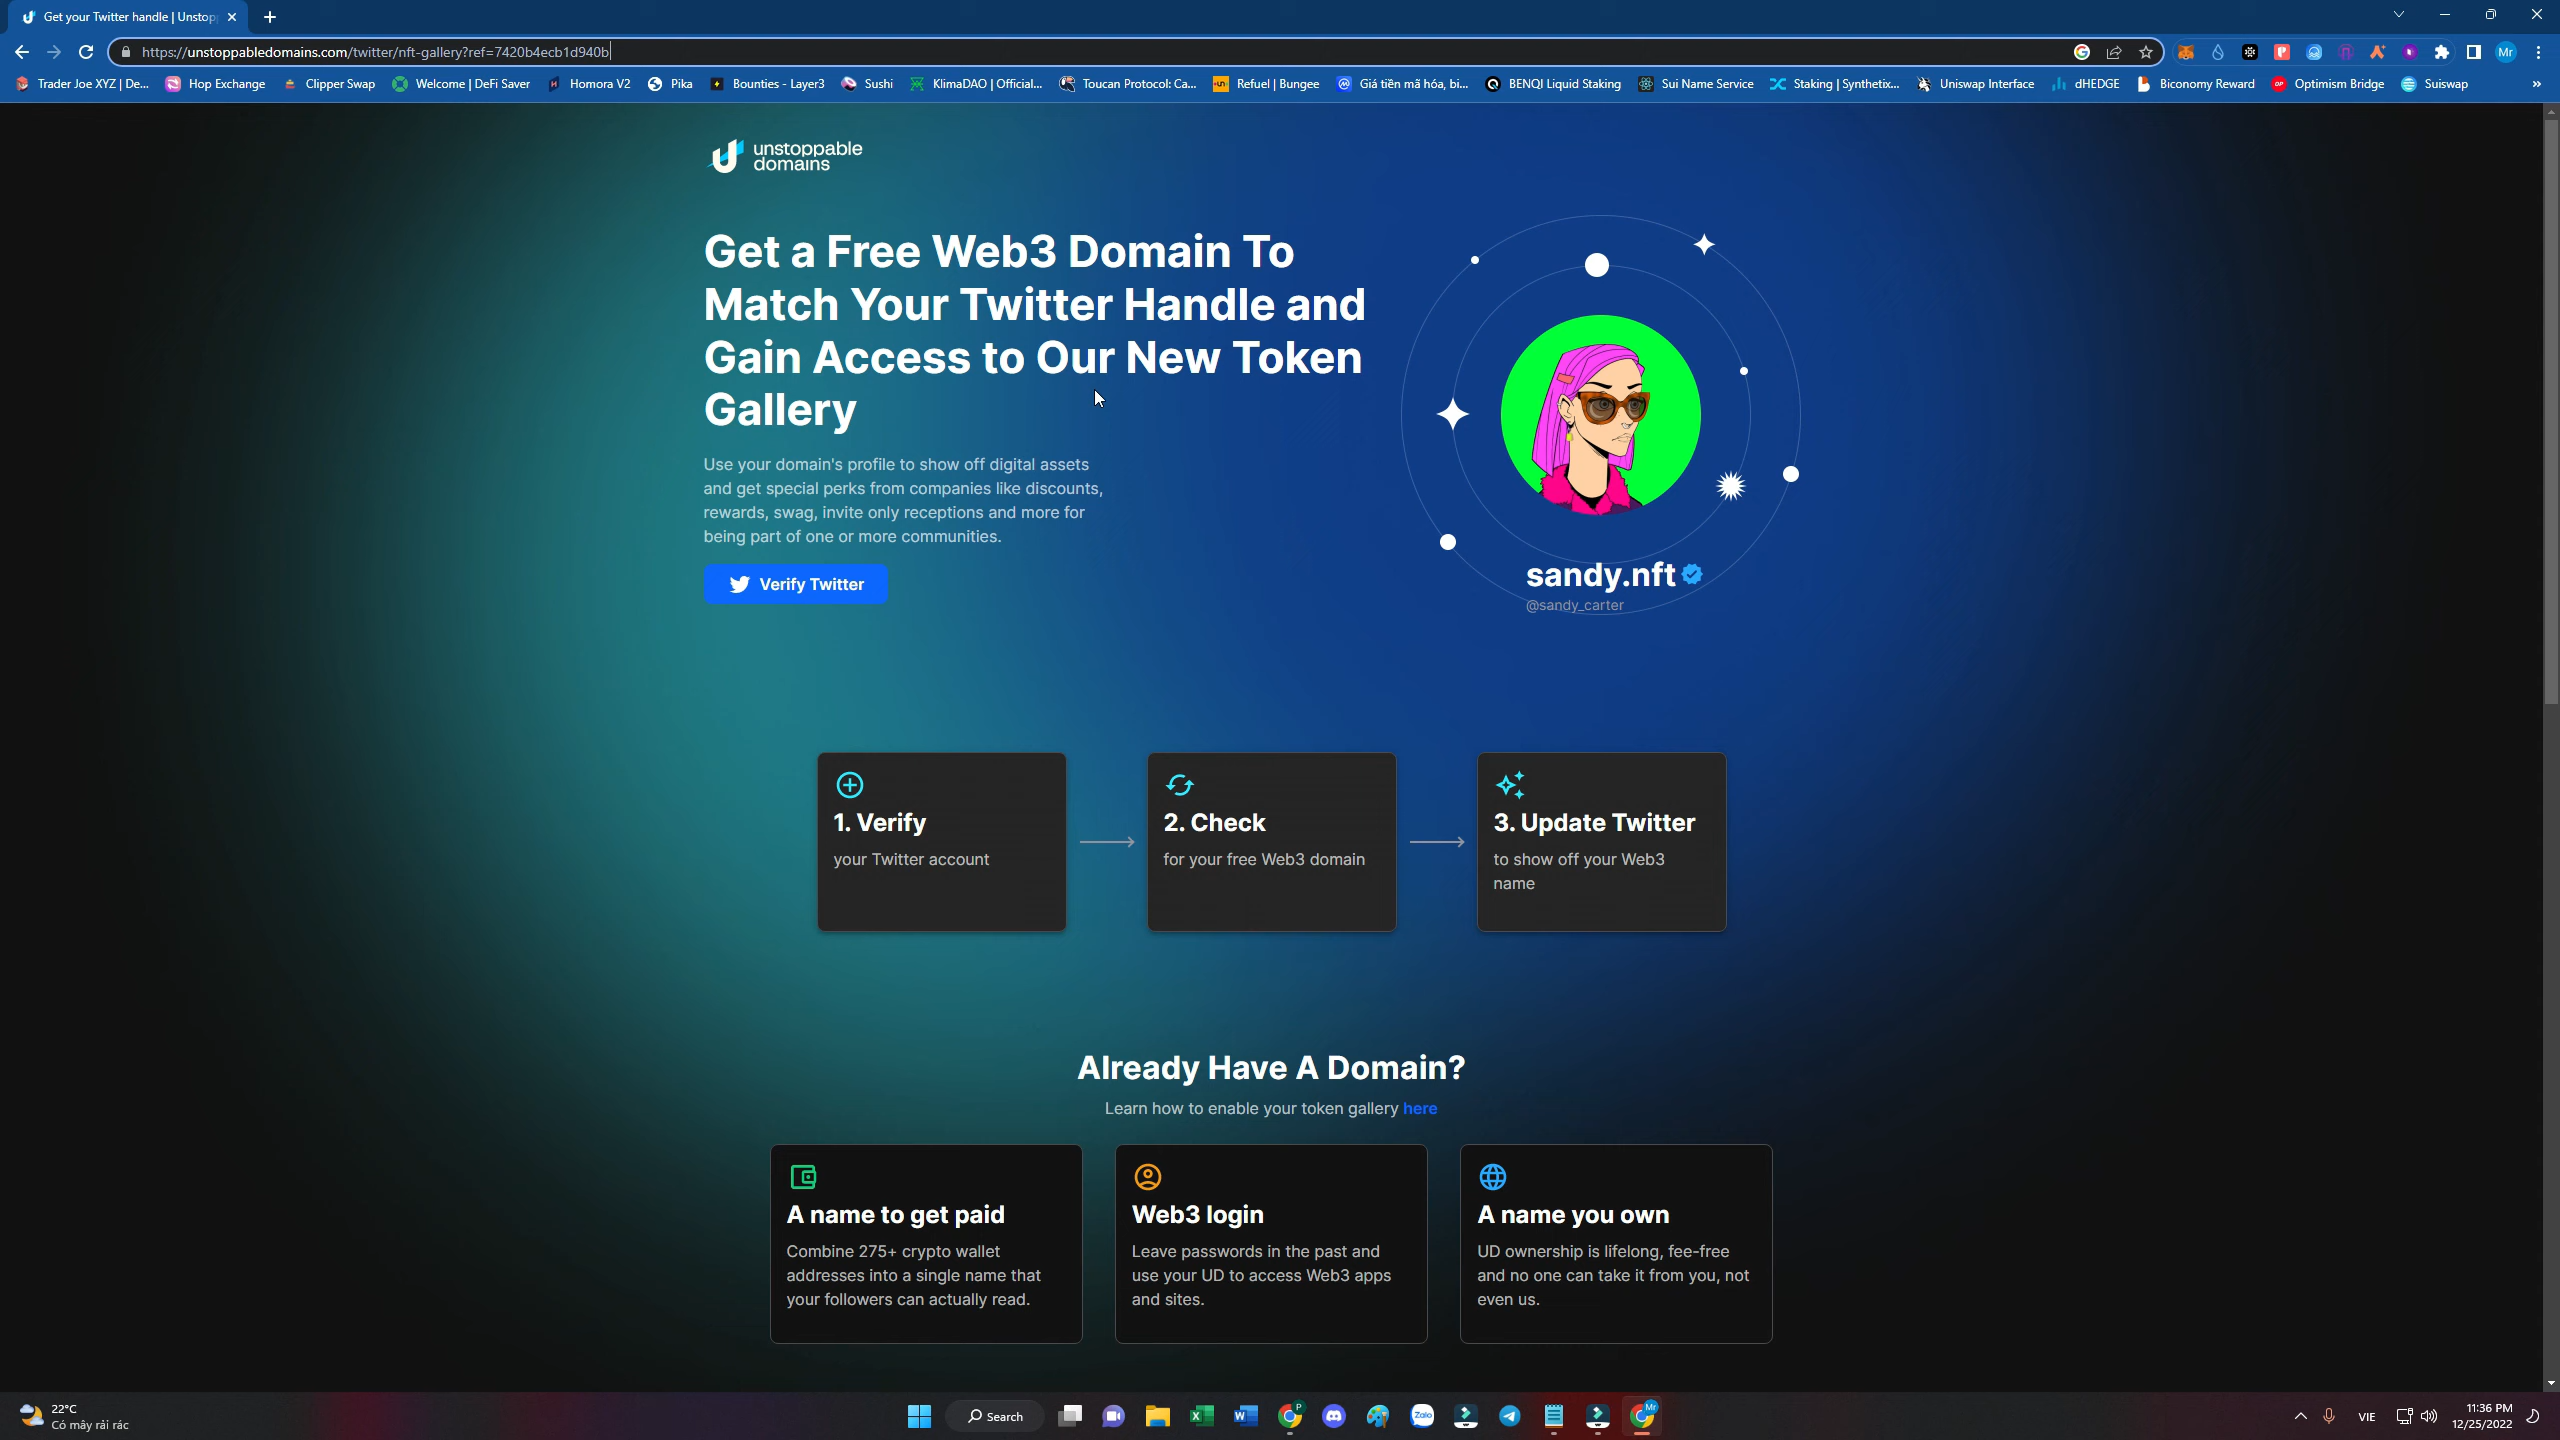 Get your Twitter handle | Unstop
https://unstoppabledomains.com/twitter/nft-gallery?ref=7420b4ecb1d940b
Mr
Trader Joe XYZ | De...
Hop Exchange
Clipper Swap
Welcome | DeFi Saver
Homora V2
Pika
Bounties - Layer3
Sushi
KlimaDAO | Official...
Toucan Protocol: Ca...
Refuel | Bungee
Giá tiền mã hóa, bi...
BENQI Liquid Staking
Sui Name Service
Staking | Synthetix...
Uniswap Interface
dHEDGE
Biconomy Reward
OP
Optimism Bridge
Suiswap
»
unstoppable
domains
Get a Free Web3 Domain To
Match Your Twitter Handle and
Gain Access to Our New Token
Gallery
Use your domain's profile to show off digital assets
and get special perks from companies like discounts,
rewards, swag, invite only receptions and more for
being part of one or more communities.
Verify Twitter
sandy.nft
@sandy_carter
1. Verify
your Twitter account
2. Check
for your free Web3 domain
3. Update Twitter
to show off your Web3
name
Already Have A Domain?
Learn how to enable your token gallery here
A name to get paid
Combine 275+ crypto wallet
addresses into a single name that
your followers can actually read.
Web3 login
Leave passwords in the past and
use your UD to access Web3 apps
and sites.
A name you own
UD ownership is lifelong, fee-free
and no one can take it from you, not
even us.
22°C
Có mây rải rác
Search
P
Zalo
Mr
VIE
11:36 PM
12/25/2022